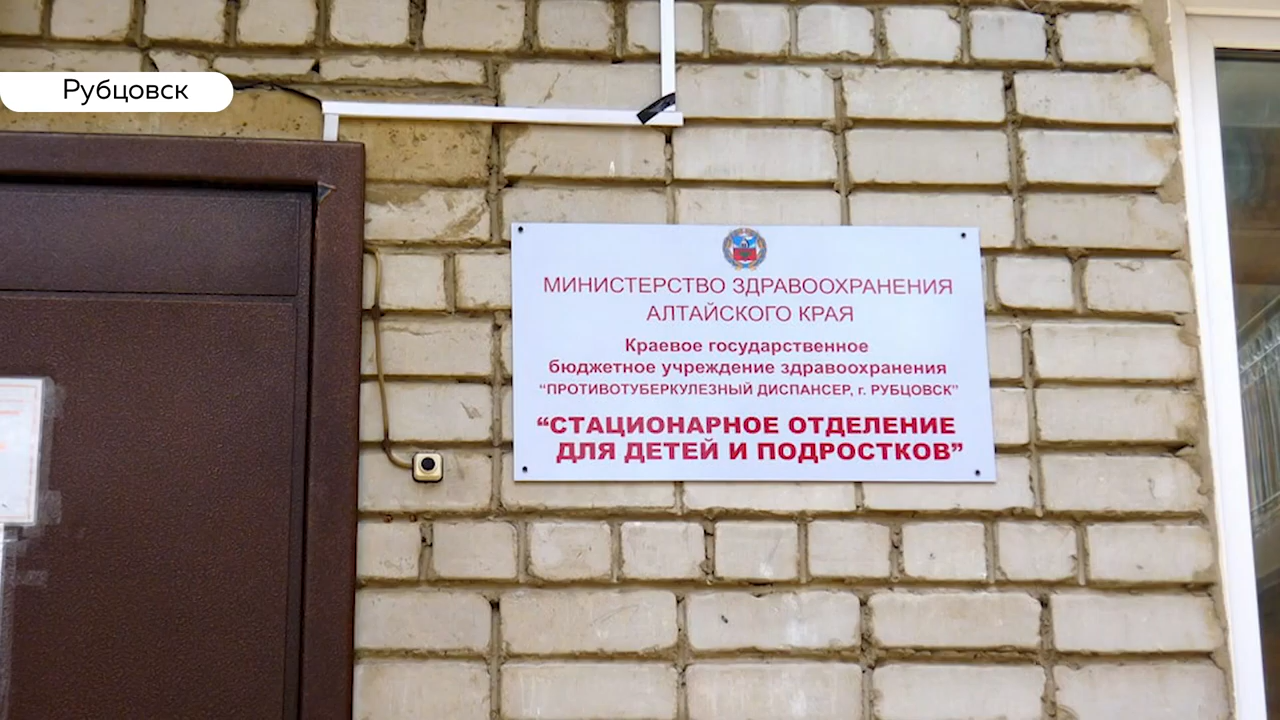 Рубцовск
МИНИСТЕРСТВО ЗДРАВООХРАНЕНИЯ
АЛТАЙСКОГО КРАЯ
Краевое государственное
бюджетное учреждение здравоохранения
“ПРОТИВОТУБЕРКУЛЕЗНЫЙ ДИСПАНСЕР, г. РУБЦОВСК”
“СТАЦИОНАРНОЕ ОТДЕЛЕНИЕ
ДЛЯ ДЕТЕЙ И ПОДРОСТКОВ”